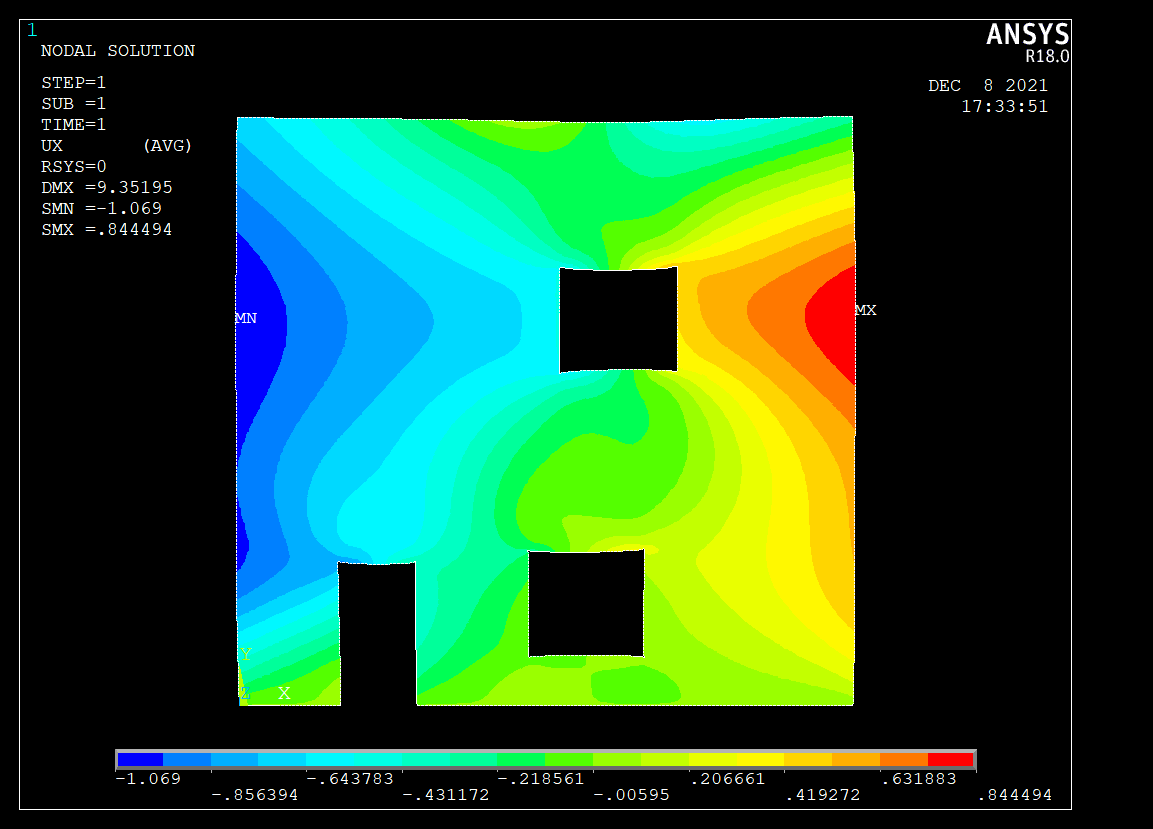 1
ANSYS
R18.0
NODAL SOLUTION
DEC 8 2021
17:33:51
STEP=1
SUB =1
TIME=1
UX (AVG)
RSYS=0
DMX =9.35195
SMN =-1.069
SMX =.844494
MN
MX
Y
Z X
-1.069 -.643783 -.218561 .206661 .631883
-.856394 -.431172 -.00595 .419272 .844494